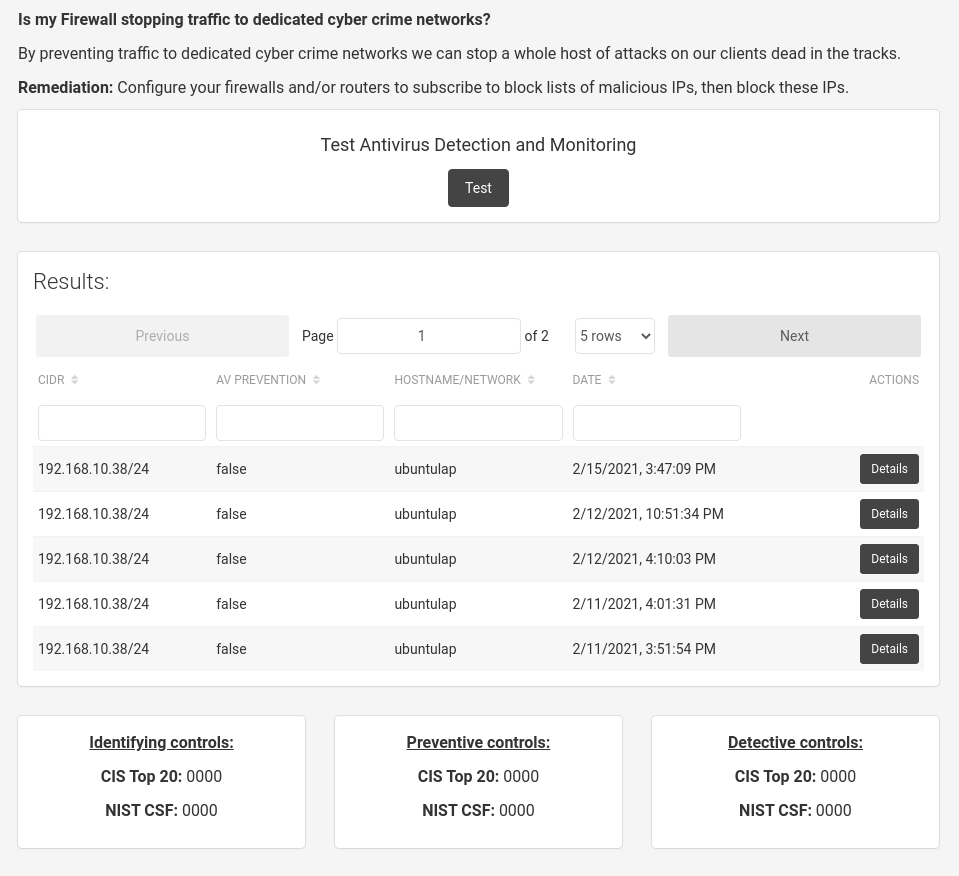 Is my Firewall stopping traffic to dedicated cyber crime networks?
By preventing traffic to dedicated cyber crime networks we can stop a whole host of attacks on our clients dead in the tracks.
Remediation: Configure your firewalls and/or routers to subscribe to block lists of malicious IPs, then block these IPs.
Test Antivirus Detection and Monitoring
Test
Results:
Previous Page 1 of 2 5 rows Next
CIDR AV PREVENTION HOSTNAME/NETWORK DATE ACTIONS
192.168.10.38/24 false ubuntulap 2/15/2021, 3:47:09 PM Details
192.168.10.38/24 false ubuntulap 2/12/2021, 10:51:34 PM Details
192.168.10.38/24 false ubuntulap 2/12/2021, 4:10:03 PM Details
192.168.10.38/24 false ubuntulap 2/11/2021, 4:01:31 PM Details
192.168.10.38/24 false ubuntulap 2/11/2021, 3:51:54 PM Details
Identifying controls:
CIS Top 20: 0000
NIST CSF: 0000
Preventive controls:
CIS Top 20: 0000
NIST CSF: 0000
Detective controls:
CIS Top 20: 0000
NIST CSF: 0000